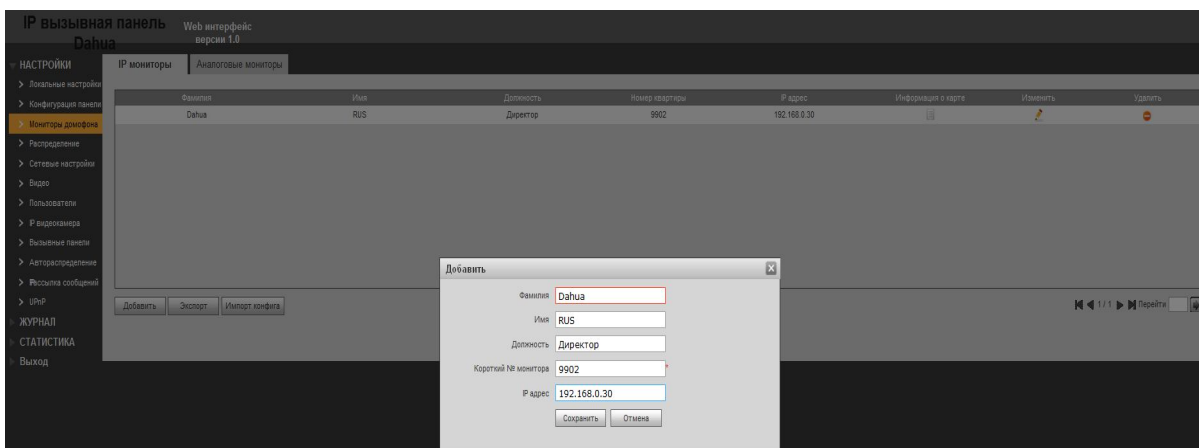 IP вызывная панель
Dahua
Web интерфейс
версии 1.0
НАСТРОЙКИ
Локальные настройки
Конфигурация панели
Мониторы домофона
Распределение
Сетевые настройки
Видео
Пользователи
IP видеокамера
Вызывные панели
Автораспределение
Рассылка сообщений
UPnP
ЖУРНАЛ
СТАТИСТИКА
Выход
IP мониторы Аналоговые мониторы
Фамилия Имя Должность Номер квартиры IP адрес Информация о карте Изменить Удалить
Dahua RUS Директор 9902 192.168.0.30
Добавить Экспорт Импорт конфига
1 / 1 Перейти
Добавить
Фамилия Dahua
Имя RUS
Должность Директор
Короткий № монитора 9902 *
IP адрес 192.168.0.30
Сохранить Отмена